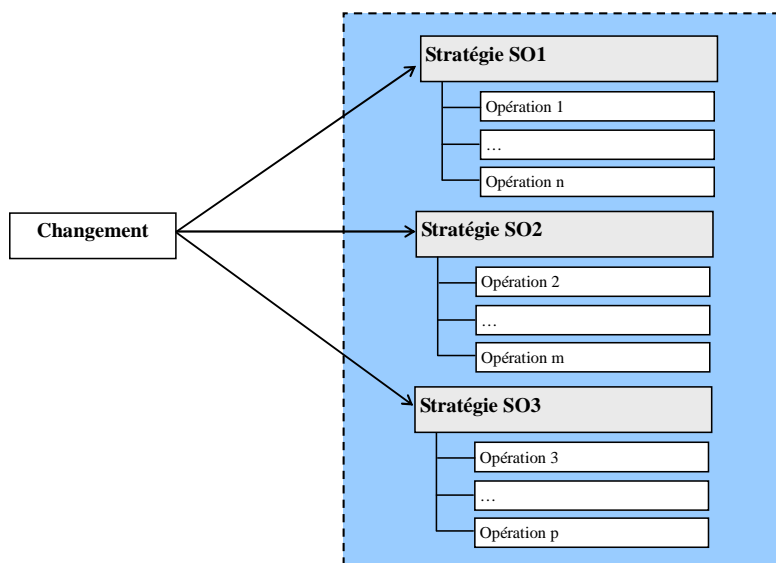 Stratégie SO1
Opération 1
…
Opération n
Changement
Stratégie SO2
Opération 2
…
Opération m
Stratégie SO3
Opération 3
…
Opération p